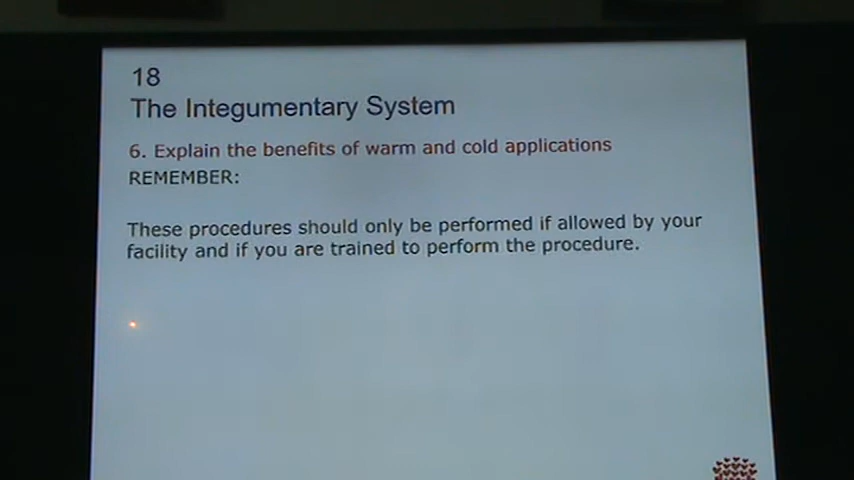 18
The Integumentary System
6. Explain the benefits of warm and cold applications
REMEMBER:
These procedures should only be performed if allowed by your
facility and if you are trained to perform the procedure.